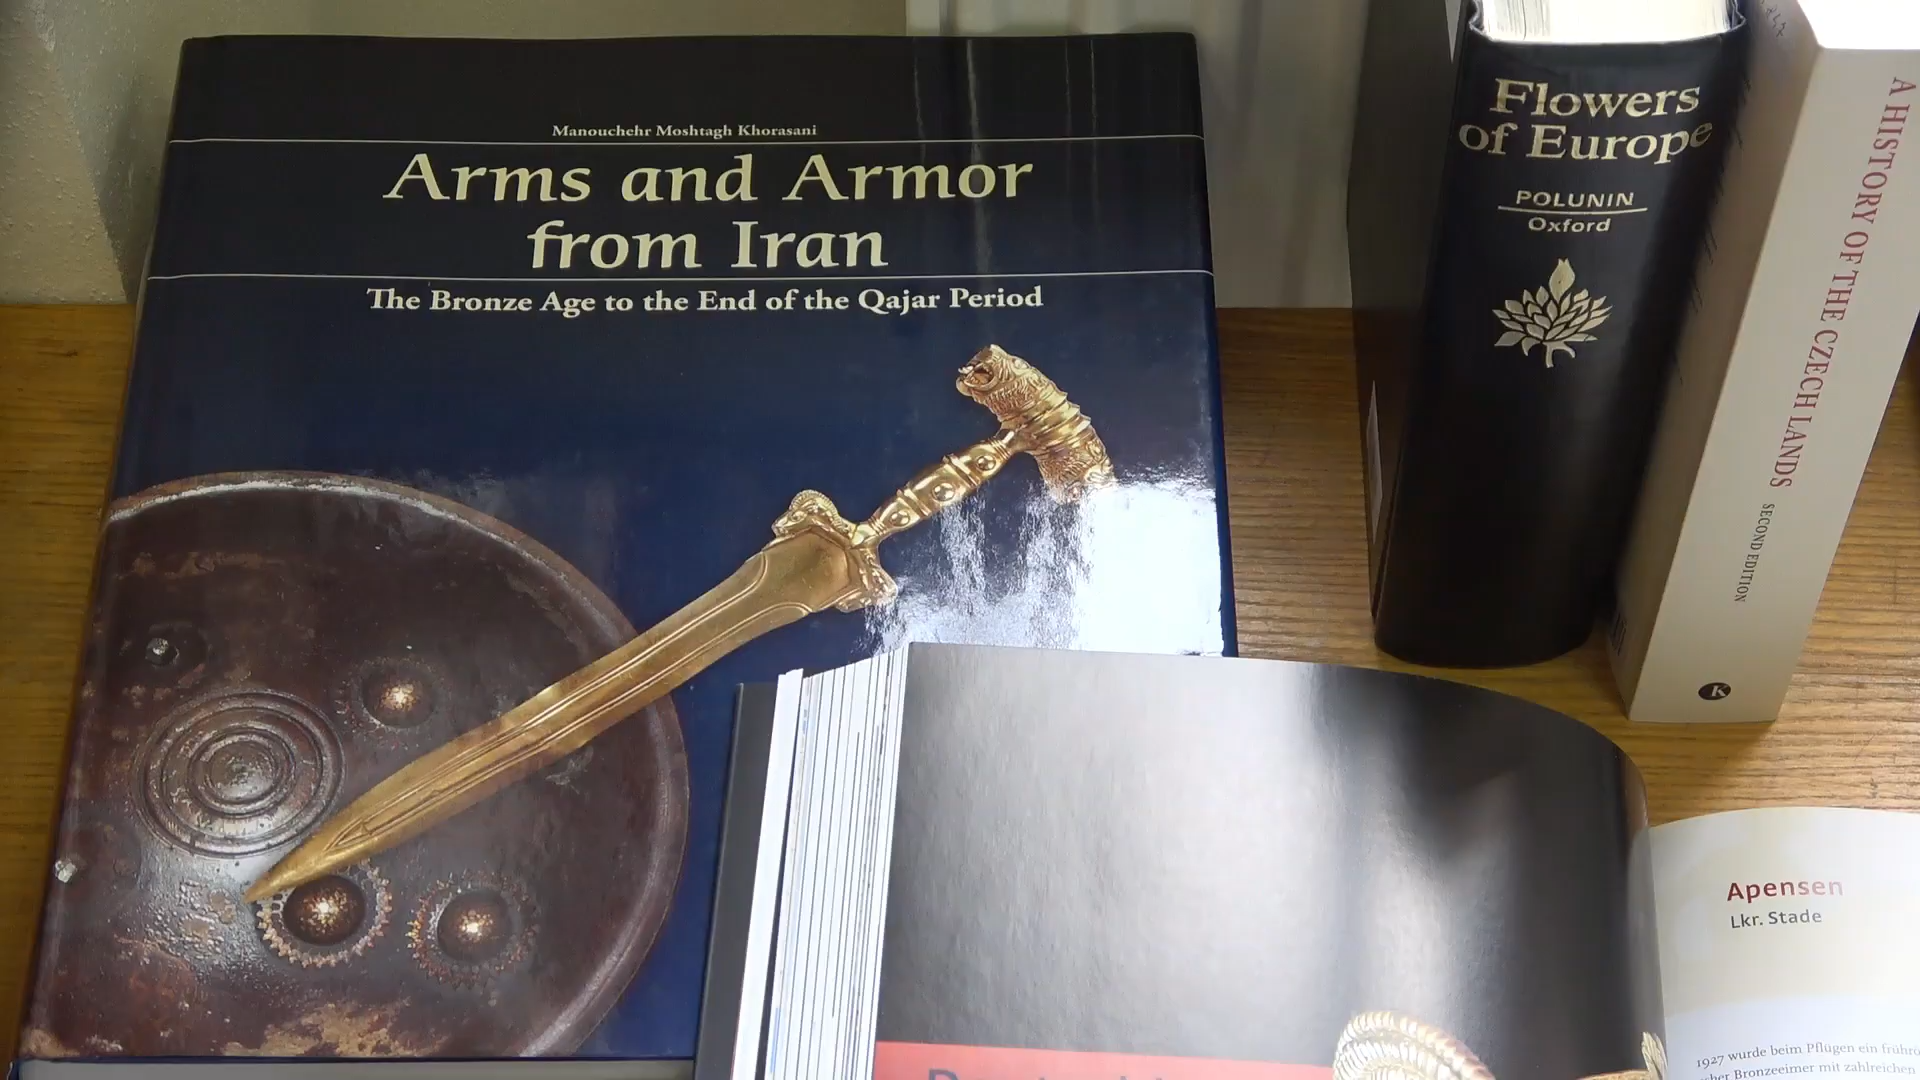 Manouchehr Moshtagh Khorasani
Arms and Armor
from Iran
The Bronze Age to the End of the Qajar Period
Flowers
of Europe
POLUNIN
Oxford
A HISTORY OF THE CZECH LANDS
SECOND EDITION
K
Apensen
Lkr. Stade
1927 wurde beim Pflügen ein
Bronzeeimer mit zahlreichen